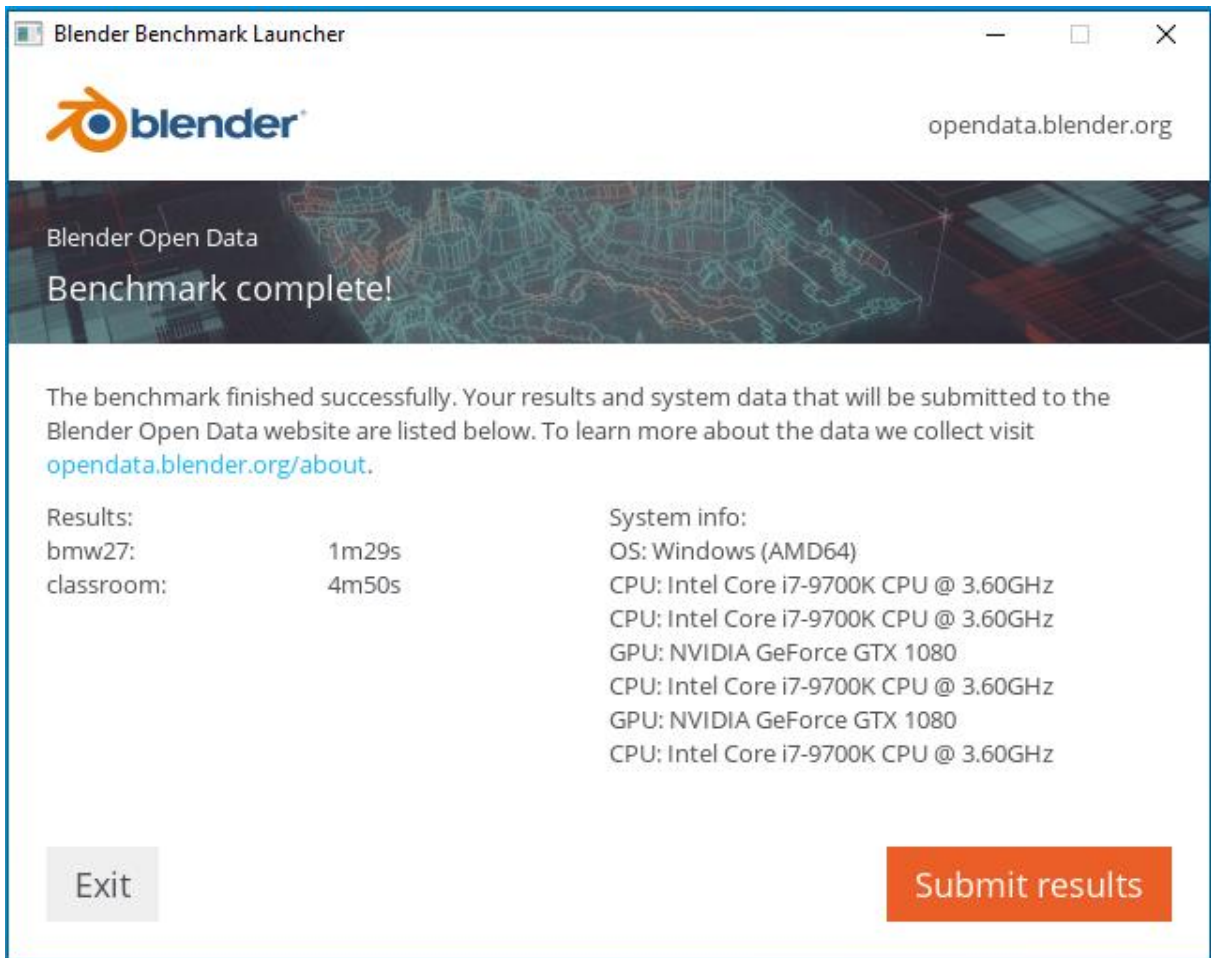 Blender Benchmark Launcher
blender
opendata.blender.org
Blender Open Data
Benchmark complete!
The benchmark finished successfully. Your results and system data that will be submitted to the
Blender Open Data website are listed below. To learn more about the data we collect visit
opendata.blender.org/about.
Results:
bmw27: 1m29s
classroom: 4m50s
System info:
OS: Windows (AMD64)
CPU: Intel Core i7-9700K CPU @ 3.60GHz
CPU: Intel Core i7-9700K CPU @ 3.60GHz
GPU: NVIDIA GeForce GTX 1080
CPU: Intel Core i7-9700K CPU @ 3.60GHz
GPU: NVIDIA GeForce GTX 1080
CPU: Intel Core i7-9700K CPU @ 3.60GHz
Exit
Submit results